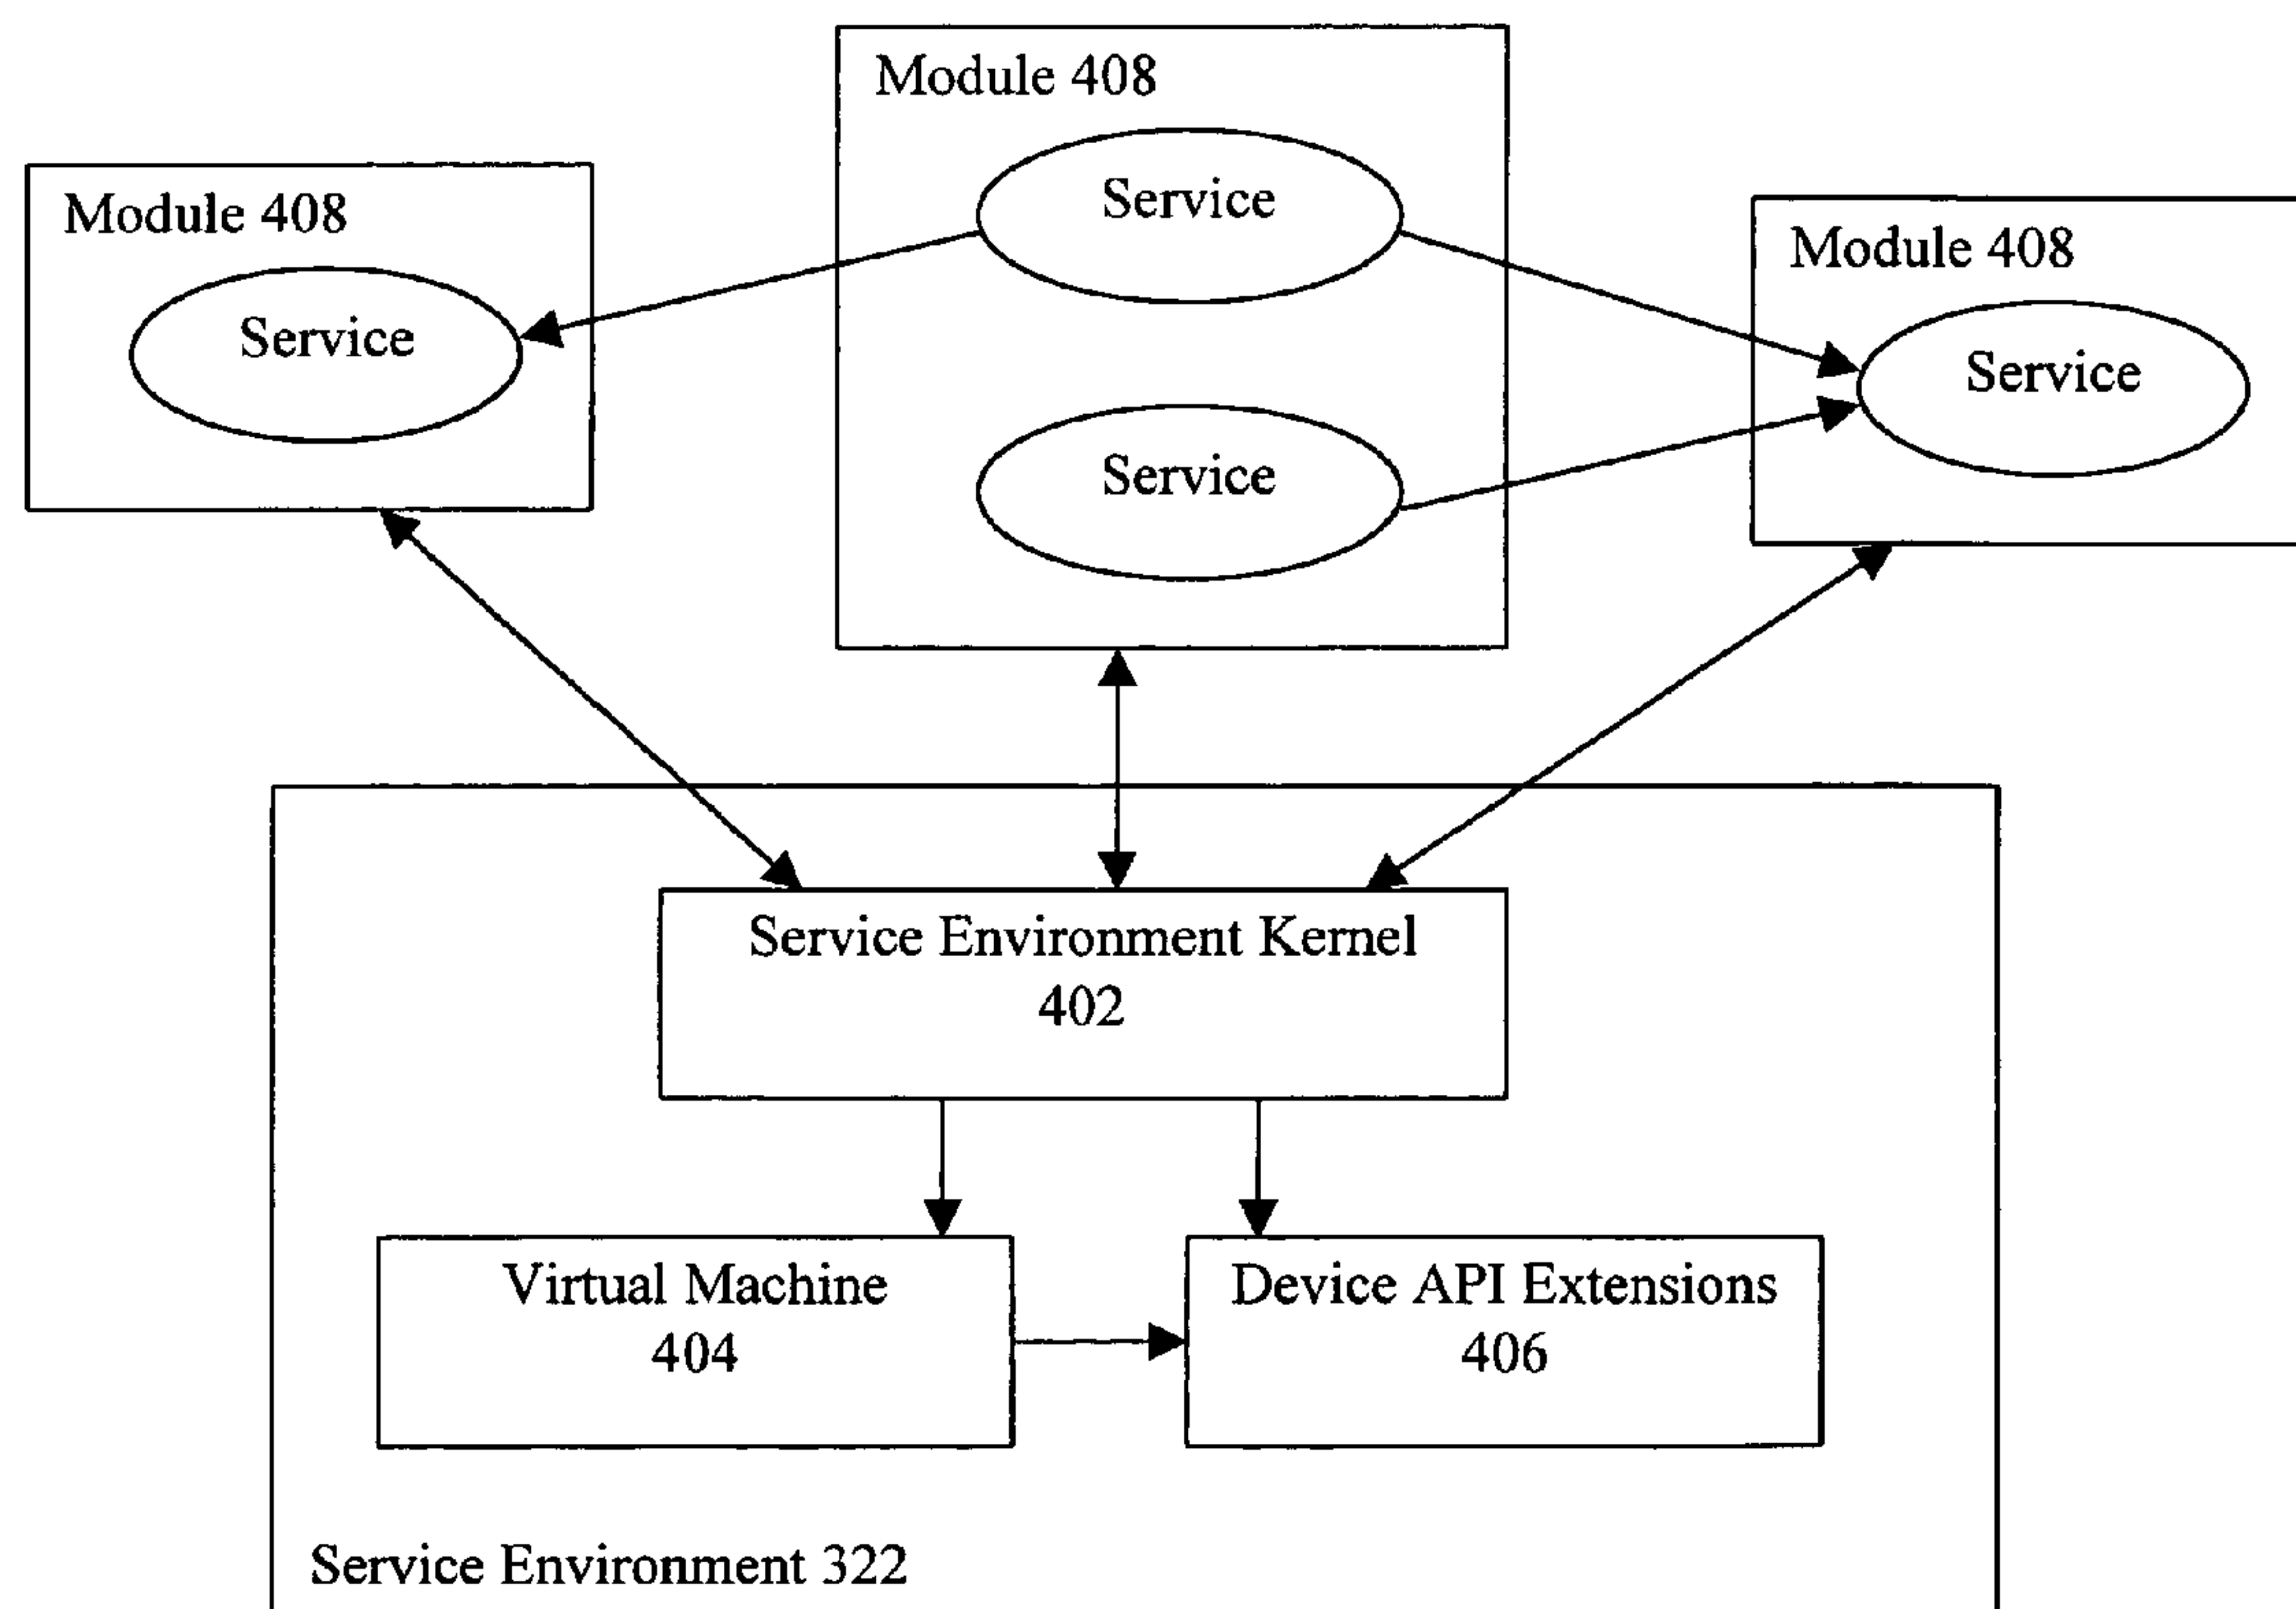 Module 408
Service
Module 408
Service
Service
Module 408
Service
Service Environment Kernel
402
Virtual Machine
404
Device API Extensions
406
Service Environment 322